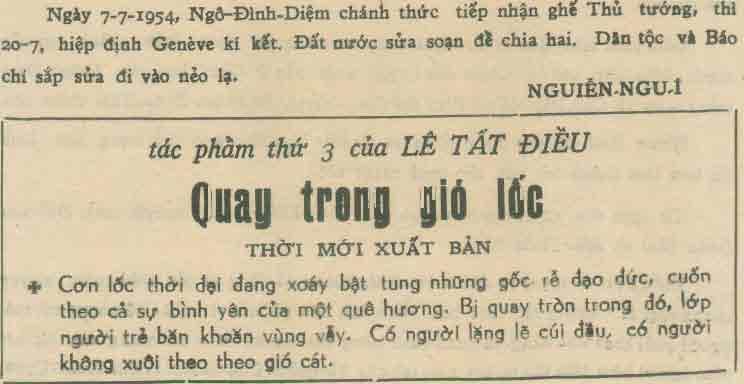 Ngày 7-7-1954, Ngô-Đình-Diệm chánh thức tiếp nhận ghế Thủ tướng, thì
20-7, hiệp định Genève kí kết. Đất nước sửa soạn để chia hai. Dân tộc và Báo
chí sắp sửa đi vào nẻo lạ.
NGUIỄN-NGU-Í
tác phẩm thứ 3 của LÊ TẤT ĐIỀU
Quay trong gió lốc
THỜI MỚI XUẤT BẢN
Cơn lốc thời đại đang xoáy bật tung những gốc rễ đạo đức, cuốn
theo cả sự bình yên của một quê hương. Bị quay tròn trong đó, lớp
người trẻ băn khoăn vùng vẫy. Có người lặng lẽ cúi đầu, có người
không xuôi theo theo gió cát.